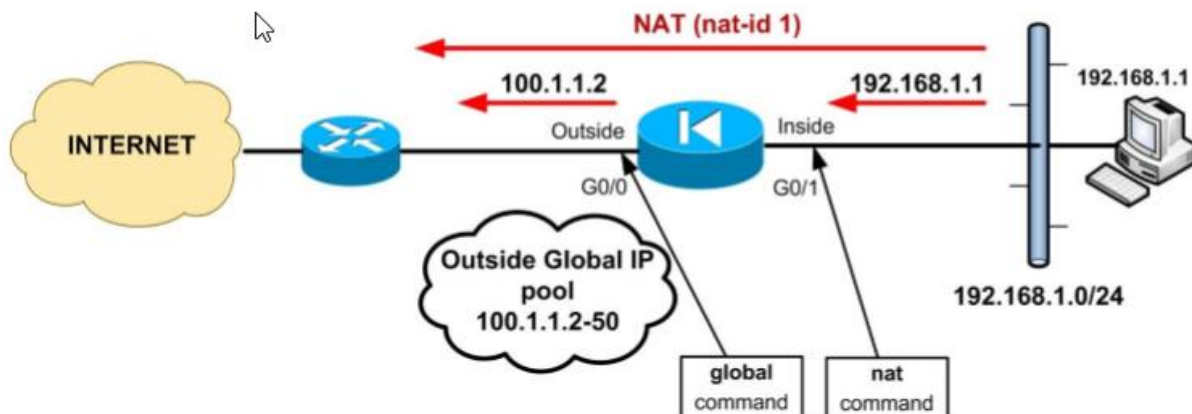 NAT (nat-id 1)
100.1.1.2
192.168.1.1
192.168.1.1
INTERNET
Outside
Inside
G0/0
G0/1
Outside Global IP
pool
100.1.1.2-50
192.168.1.0/24
global
command
nat
command